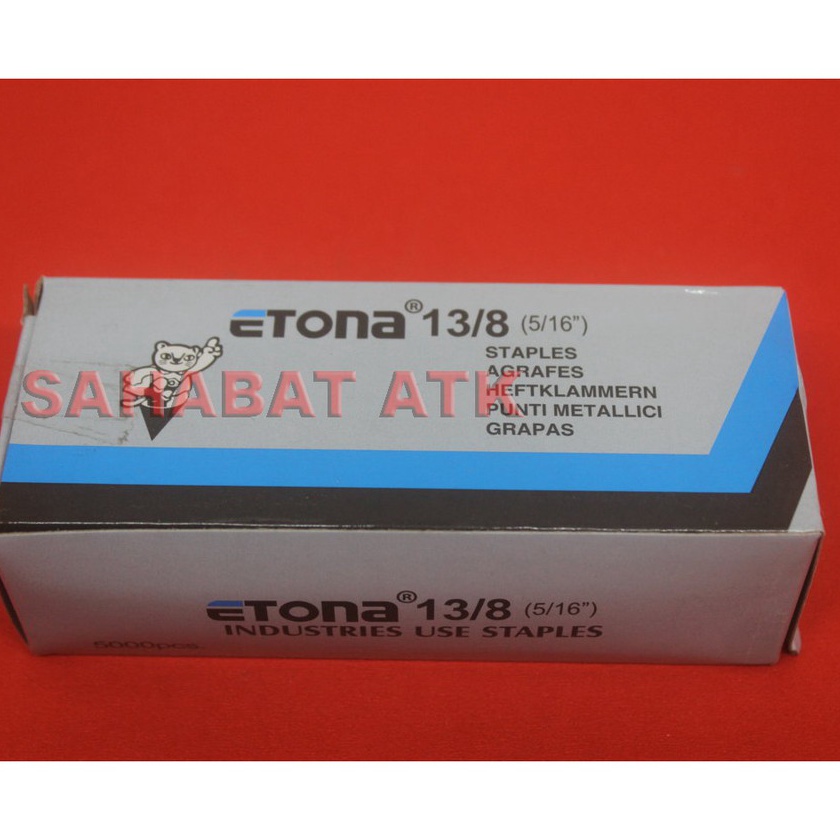 ETONA® 13/8 (5/16")
STAPLES
AGRAFES
HEFTKLAMMERN
PUNTI METALLICI
GRAPAS
SAHABAT ATK
ETONA® 13/8 (5/16")
INDUSTRIES USE STAPLES
5000pcs.